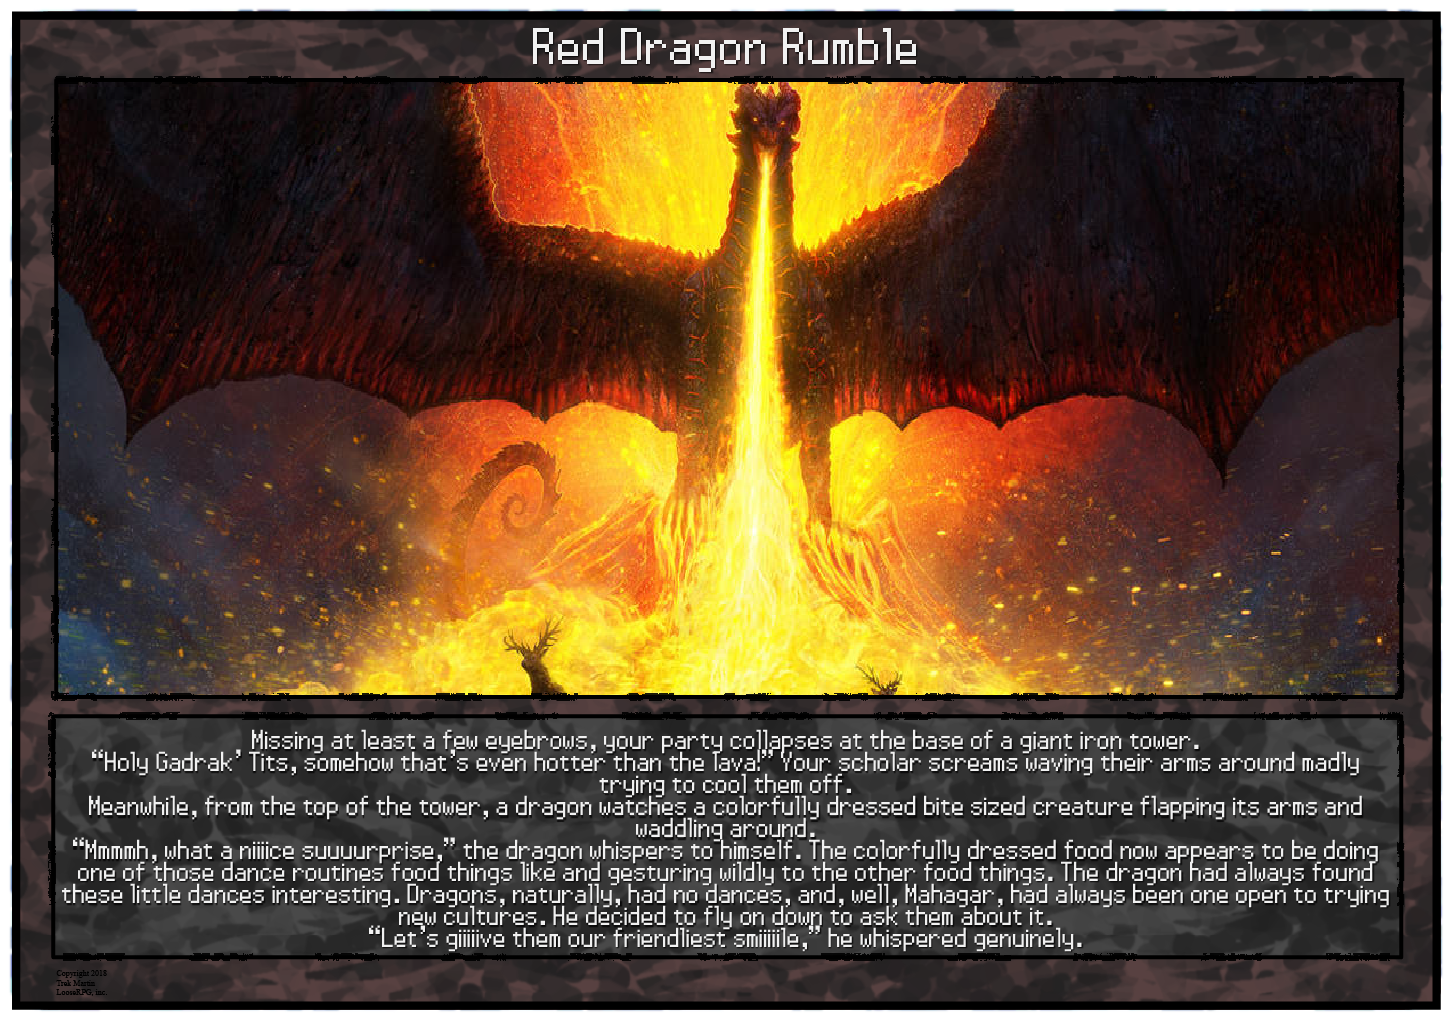 Red Dragon Rumble
Missing at least a few eyebrows, your party collapses at the base of a giant iron tower.
“Holy Gadrak’ Tits, somehow that’s even hotter than the lava!” Your scholar screams waving their arms around madly
trying to cool them off.
Meanwhile, from the top of the tower, a dragon watches a colorfully dressed bite sized creature flapping its arms and
waddling around.
“Mmmmh, what a niiiice suuuurprise,” the dragon whispers to himself. The colorfully dressed food now appears to be doing
one of those dance routines food things like and gesturing wildly to the other food things. The dragon had always found
these little dances interesting. Dragons, naturally, had no dances, and, well, Mahagar, had always been one open to trying
new cultures. He decided to fly on down to ask them about it.
“Let’s giiiiive them our friendliest smiiiiile,” he whispered genuinely.
Copyright 2018
Trak Martin
LooseRPG, inc.